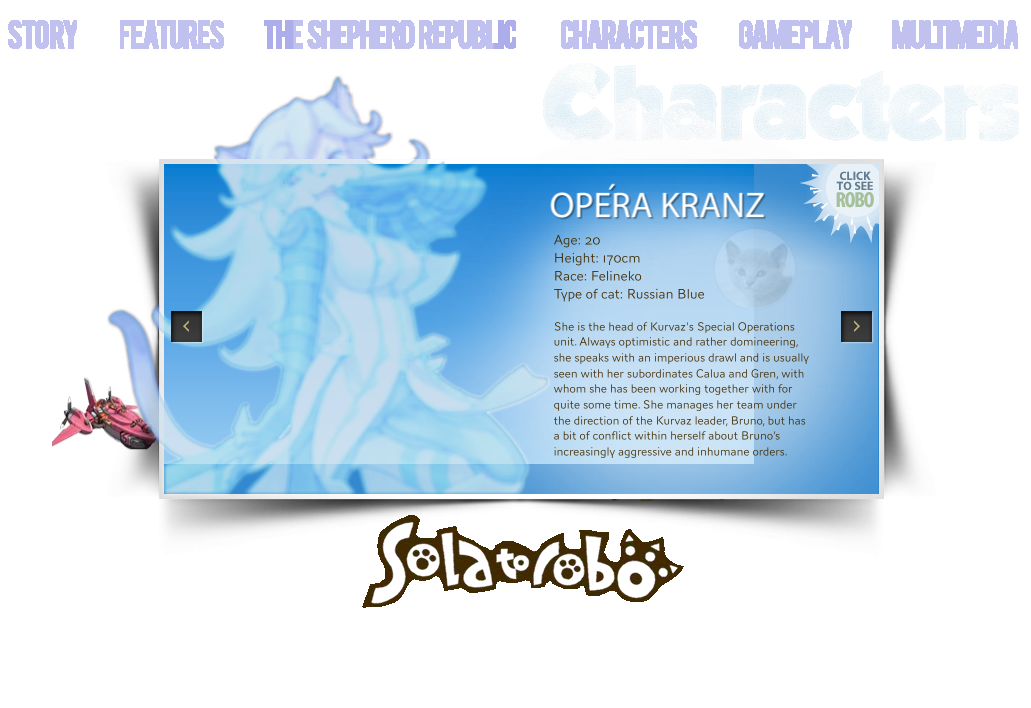 STORY FEATURES THE SHEPHERD REPUBLIC CHARACTERS GAMEPLAY MULTIMEDIA
Characters
CLICK
TO SEE
ROBO
OPÉRA KRANZ
Age: 20
Height: 170cm
Race: Felineko
Type of cat: Russian Blue
She is the head of Kurvaz's Special Operations
unit. Always optimistic and rather domineering,
she speaks with an imperious drawl and is usually
seen with her subordinates Calua and Gren, with
whom she has been working together with for
quite some time. She manages her team under
the direction of the Kurvaz leader, Bruno, but has
a bit of conflict within herself about Bruno's
increasingly aggressive and inhumane orders.
Solatorobo